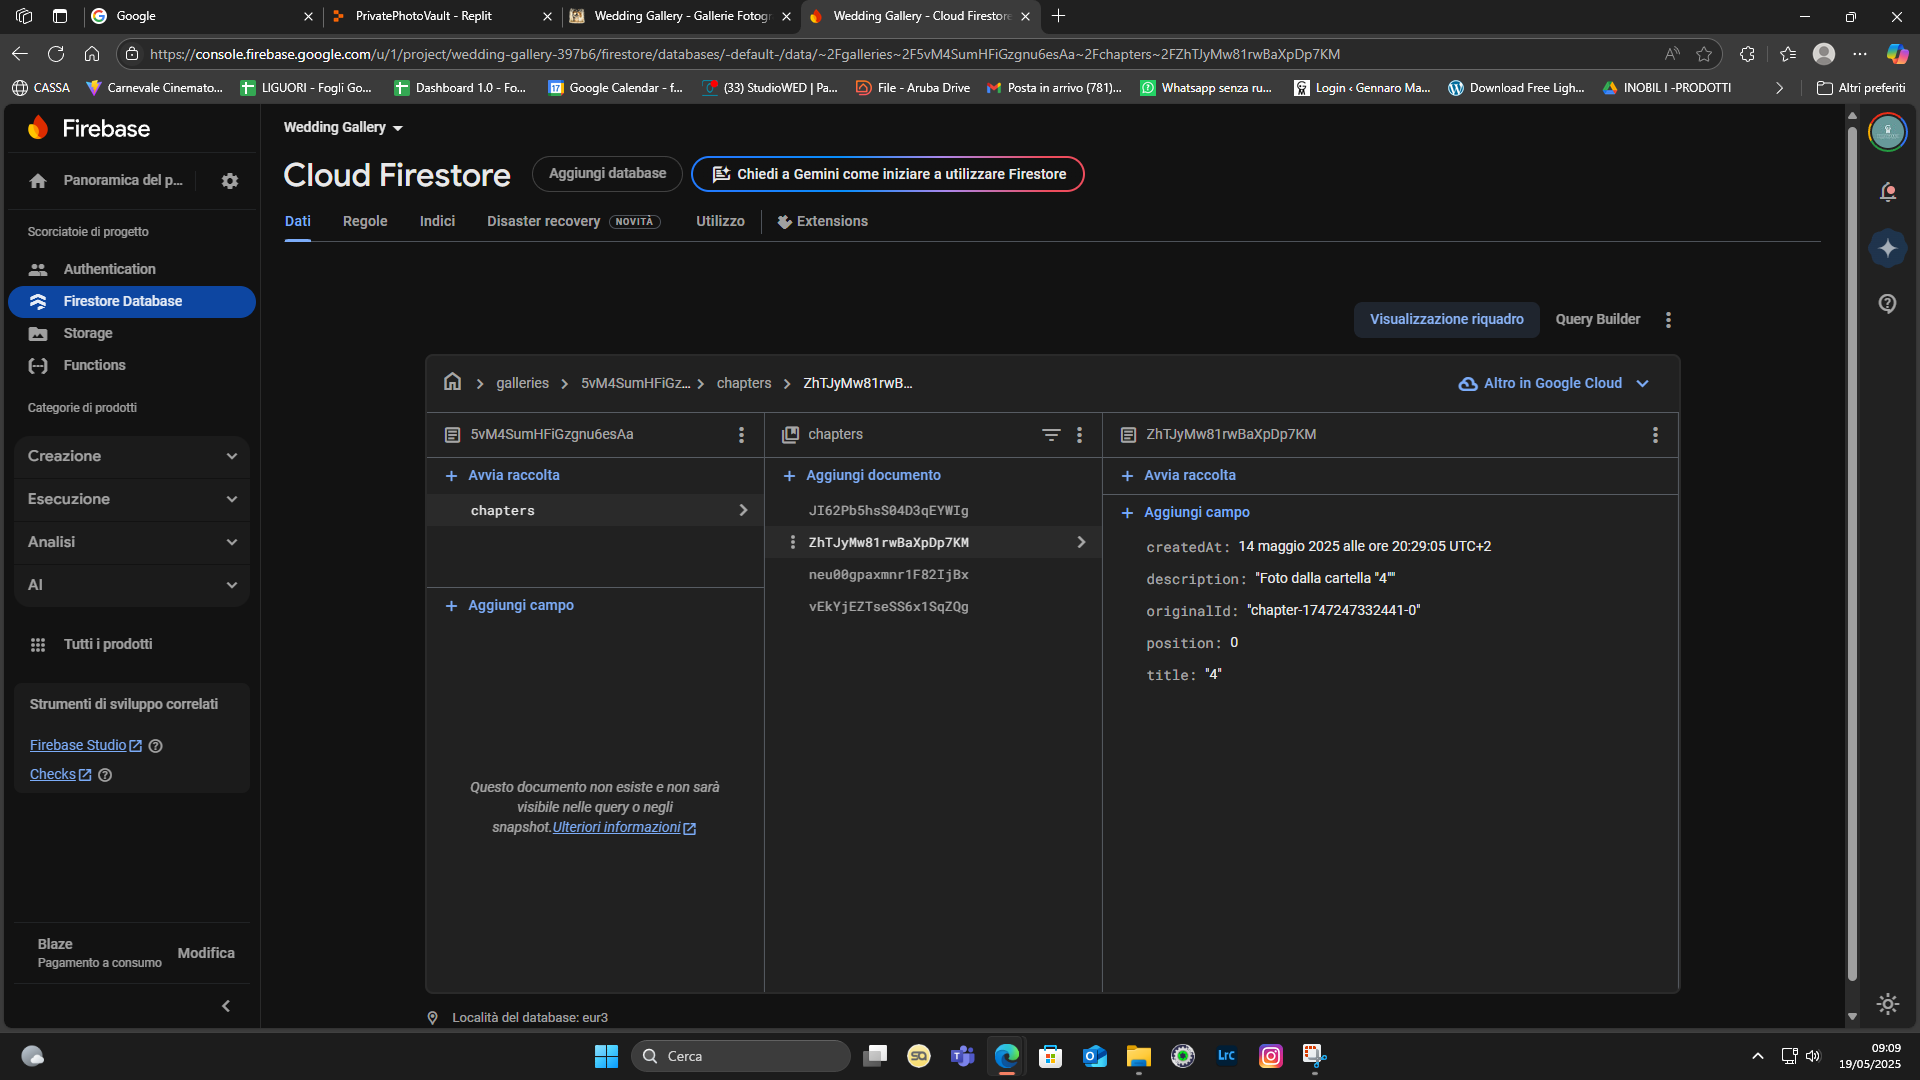 Google
PrivatePhotoVault - Replit
Wedding Gallery - Gallerie Fotogr
Wedding Gallery - Cloud Firestore
https://console.firebase.google.com/u/1/project/wedding-gallery-397b6/firestore/databases/-default-/data/~2Fgalleries~2F5vM4SumHFiGzgnu6esAa~2Fchapters~2FZhTJyMw81rwBaXpDp7KM
CASSA
Carnevale Cinemato...
LIGUORI - Fogli Go...
Dashboard 1.0 - Fo...
Google Calendar - f...
(33) StudioWED | Pa...
File - Aruba Drive
Posta in arrivo (781)...
Whatsapp senza ru...
Login ‹ Gennaro Ma...
Download Free Ligh...
INOBIL I -PRODOTTI
Altri preferiti
Firebase
Panoramica del p...
Scorciatoie di progetto
Authentication
Firestore Database
Storage
Functions
Categorie di prodotti
Creazione
Esecuzione
Analisi
AI
Tutti i prodotti
Strumenti di sviluppo correlati
Firebase Studio
Checks
Blaze
Pagamento a consumo
Modifica
Wedding Gallery
Cloud Firestore
Aggiungi database
Chiedi a Gemini come iniziare a utilizzare Firestore
Dati
Regole
Indici
Disaster recovery
NOVITÀ
Utilizzo
Extensions
Visualizzazione riquadro
Query Builder
galleries
5vM4SumHFiGz...
chapters
ZhTJyMw81rwB...
Altro in Google Cloud
5vM4SumHFiGzgnu6esAa
Avvia raccolta
chapters
Aggiungi campo
Questo documento non esiste e non sarà
visibile nelle query o negli
snapshot.Ulteriori informazioni
chapters
Aggiungi documento
JI62Pb5hsS04D3qEYWIg
ZhTJyMw81rwBaXpDp7KM
neu00gpaxmnr1F82IjBx
vEkYjEZTseSS6x1SqZQg
ZhTJyMw81rwBaXpDp7KM
Avvia raccolta
Aggiungi campo
createdAt: 14 maggio 2025 alle ore 20:29:05 UTC+2
description: "Foto dalla cartella "4""
originalId: "chapter-1747247332441-0"
position: 0
title: "4"
Località del database: eur3
Cerca
SQ
LrC
09:09
19/05/2025